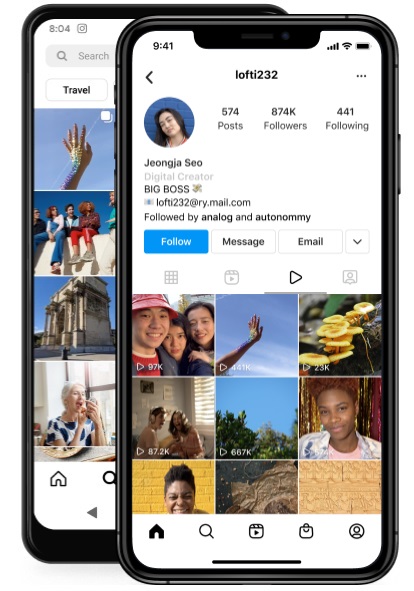 8:04
Search
Travel
9:41
lofti232
574
874K
441
Posts
Followers
Following
Jeongja Seo
Digital Creator
BIG BOSS 💸
📧 lofti232@ry.mail.com
Followed by analog and autonommy
Follow
Message
Email
97K
441K
23K
87.2K
667K